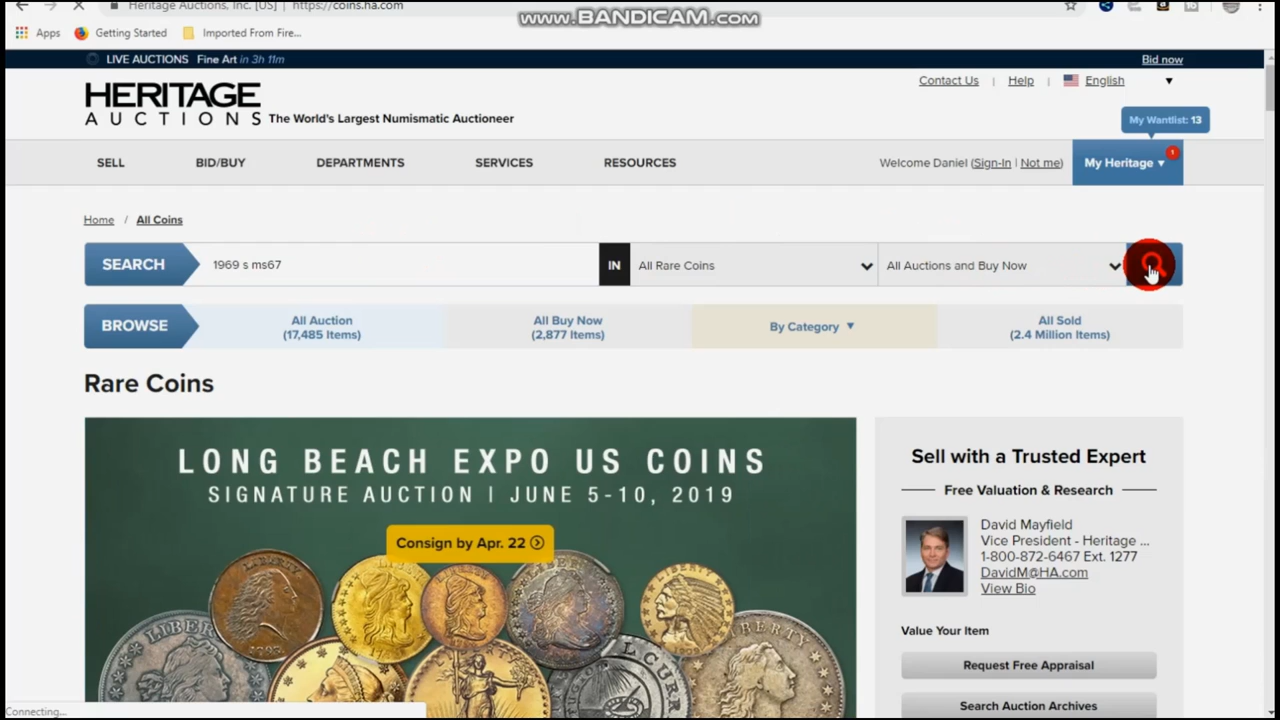 Heritage Auctions, Inc. [US] | https://coins.ha.com
www.BANDICAM.com
Apps Getting Started Imported From Fire...
LIVE AUCTIONS Fine Art in 3h 11m Bid now
Contact Us | Help | English
HERITAGE
AUCTIONS The World's Largest Numismatic Auctioneer
My Wantlist: 13
SELL BID/BUY DEPARTMENTS SERVICES RESOURCES Welcome Daniel (Sign-In | Not me) My Heritage 1
Home / All Coins
SEARCH 1969 s ms67 IN All Rare Coins All Auctions and Buy Now
BROWSE
All Auction
(17,485 Items)
All Buy Now
(2,877 Items)
By Category
All Sold
(2.4 Million Items)
Rare Coins
LONG BEACH EXPO US COINS
SIGNATURE AUCTION | JUNE 5-10, 2019
Consign by Apr. 22
LIBERTY
LIBERTY
Sell with a Trusted Expert
Free Valuation & Research
David Mayfield
Vice President - Heritage ...
1-800-872-6467 Ext. 1277
DavidM@HA.com
View Bio
Value Your Item
Request Free Appraisal
Search Auction Archives
Connecting...